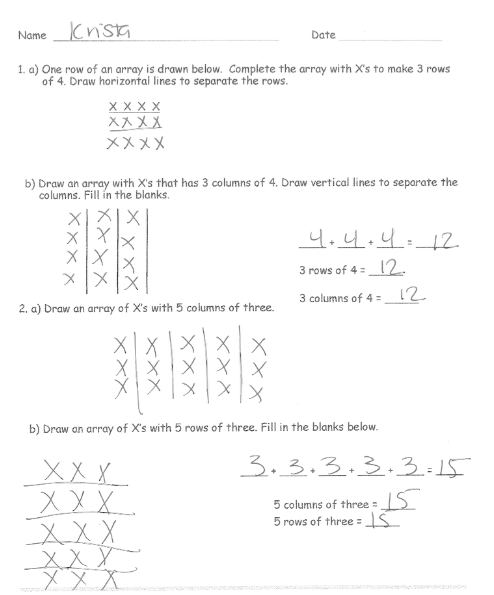 Name Krista Date
1. a) One row of an array is drawn below. Complete the array with X's to make 3 rows
of 4. Draw horizontal lines to separate the rows.
X X X X
X X X X
X X X X
b) Draw an array with X's that has 3 columns of 4. Draw vertical lines to separate the
columns. Fill in the blanks.
X X X
X X X
X X X
X X X
4 + 4 + 4 = 12
3 rows of 4 = 12
3 columns of 4 = 12
2. a) Draw an array of X's with 5 columns of three.
X X X X X
X X X X X
X X X X X
b) Draw an array of X's with 5 rows of three. Fill in the blanks below.
X X X
X X X
X X X
X X X
X X X
3 + 3 + 3 + 3 + 3 = 15
5 columns of three = 15
5 rows of three = 15